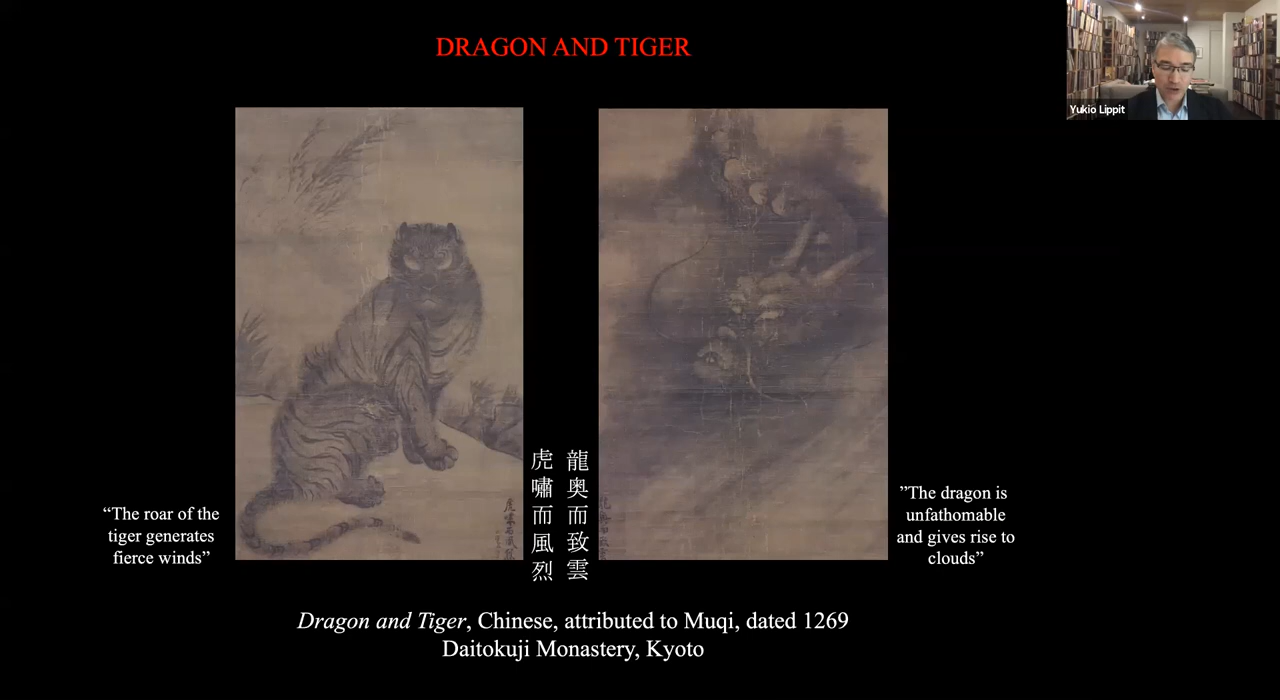 DRAGON AND TIGER
Yukio Lippit
龍奥而致雲
虎嘯而風烈
“The roar of the
tiger generates
fierce winds”
”The dragon is
unfathomable
and gives rise to
clouds”
Dragon and Tiger, Chinese, attributed to Muqi, dated 1269
Daitokuji Monastery, Kyoto